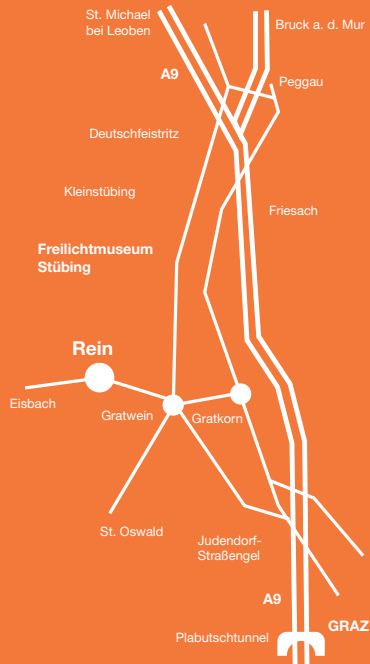 St. Michael
bei Leoben
Bruck a. d. Mur
A9
Peggau
Deutschfeistritz
Kleinstübing
Friesach
Freilichtmuseum
Stübing
Rein
Eisbach
Gratwein
Gratkorn
St. Oswald
Judendorf-
Straßengel
A9
GRAZ
Plabutschtunnel